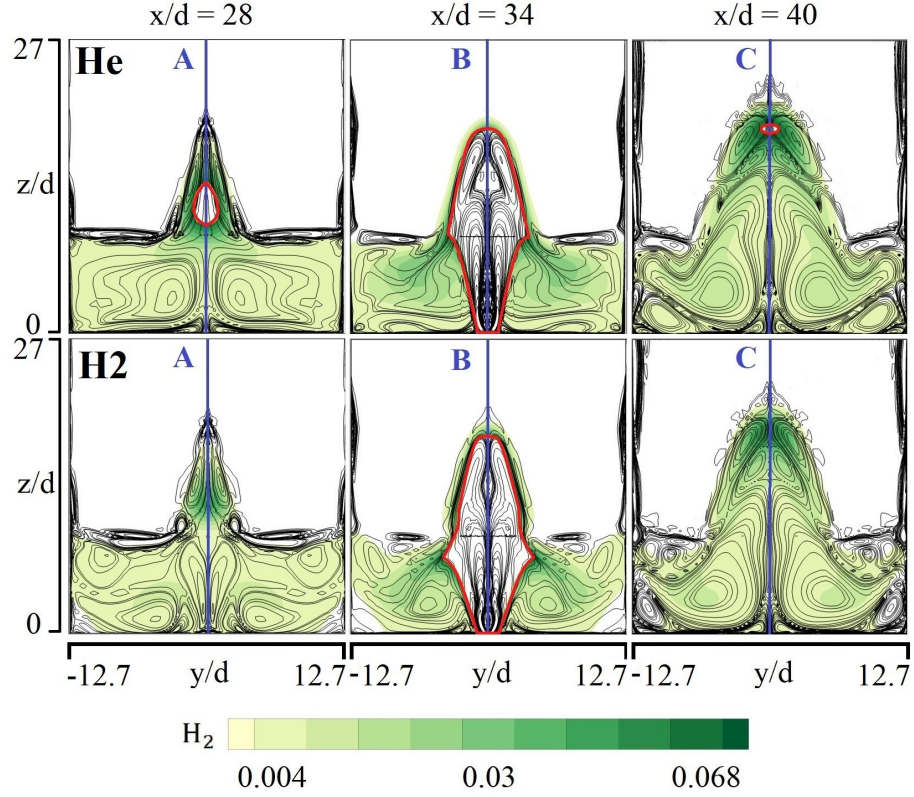 x/d = 28 x/d = 34 x/d = 40
27
He A B C
z/d
0
27
H2 A B C
z/d
0
-12.7 y/d 12.7 -12.7 y/d 12.7 -12.7 y/d 12.7
H₂
0.004 0.03 0.068